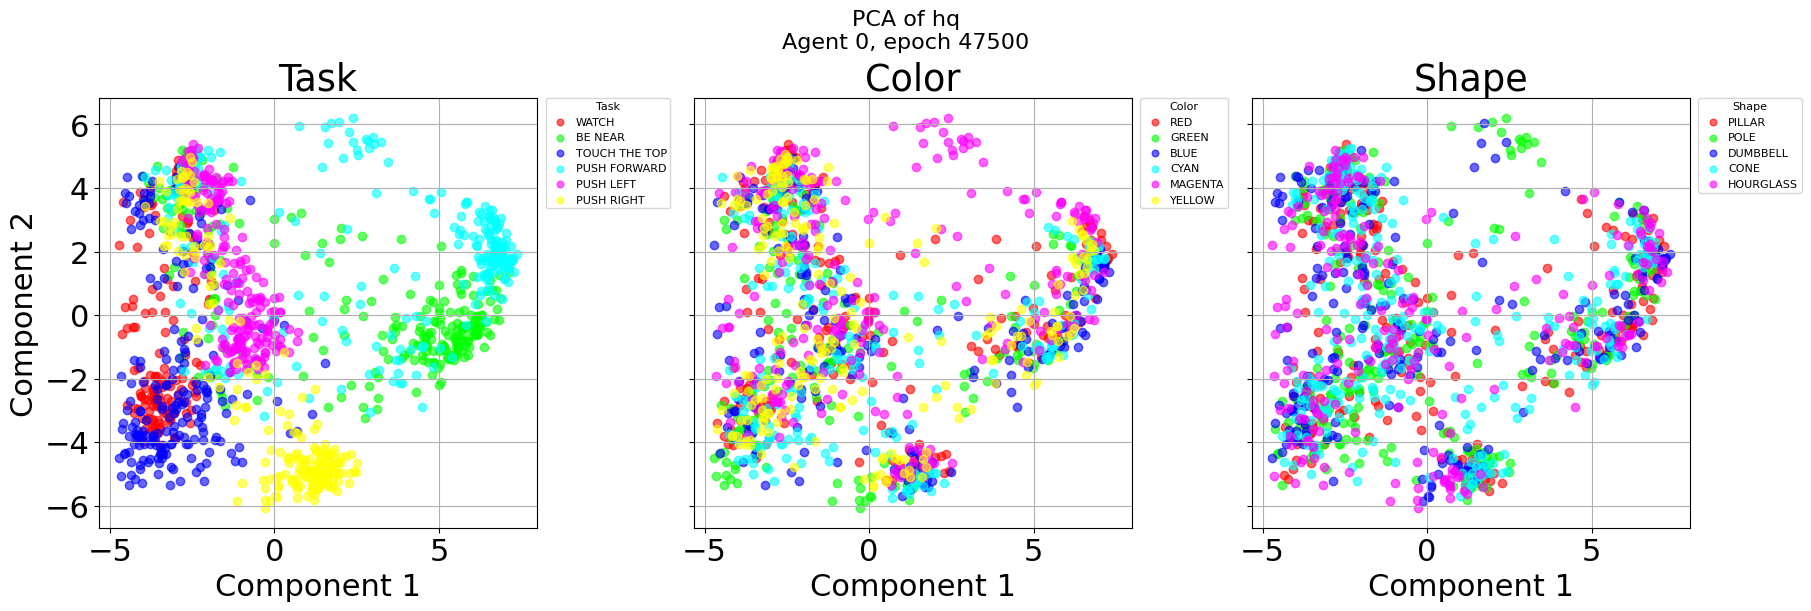 PCA of hq
Agent 0, epoch 47500
Task
Color
Shape
Task
WATCH
BE NEAR
TOUCH THE TOP
PUSH FORWARD
PUSH LEFT
PUSH RIGHT
Color
RED
GREEN
BLUE
CYAN
MAGENTA
YELLOW
Shape
PILLAR
POLE
DUMBBELL
CONE
HOURGLASS
Component 2
6
4
2
0
−2
−4
−6
−5 0 5
−5 0 5
−5 0 5
Component 1
Component 1
Component 1